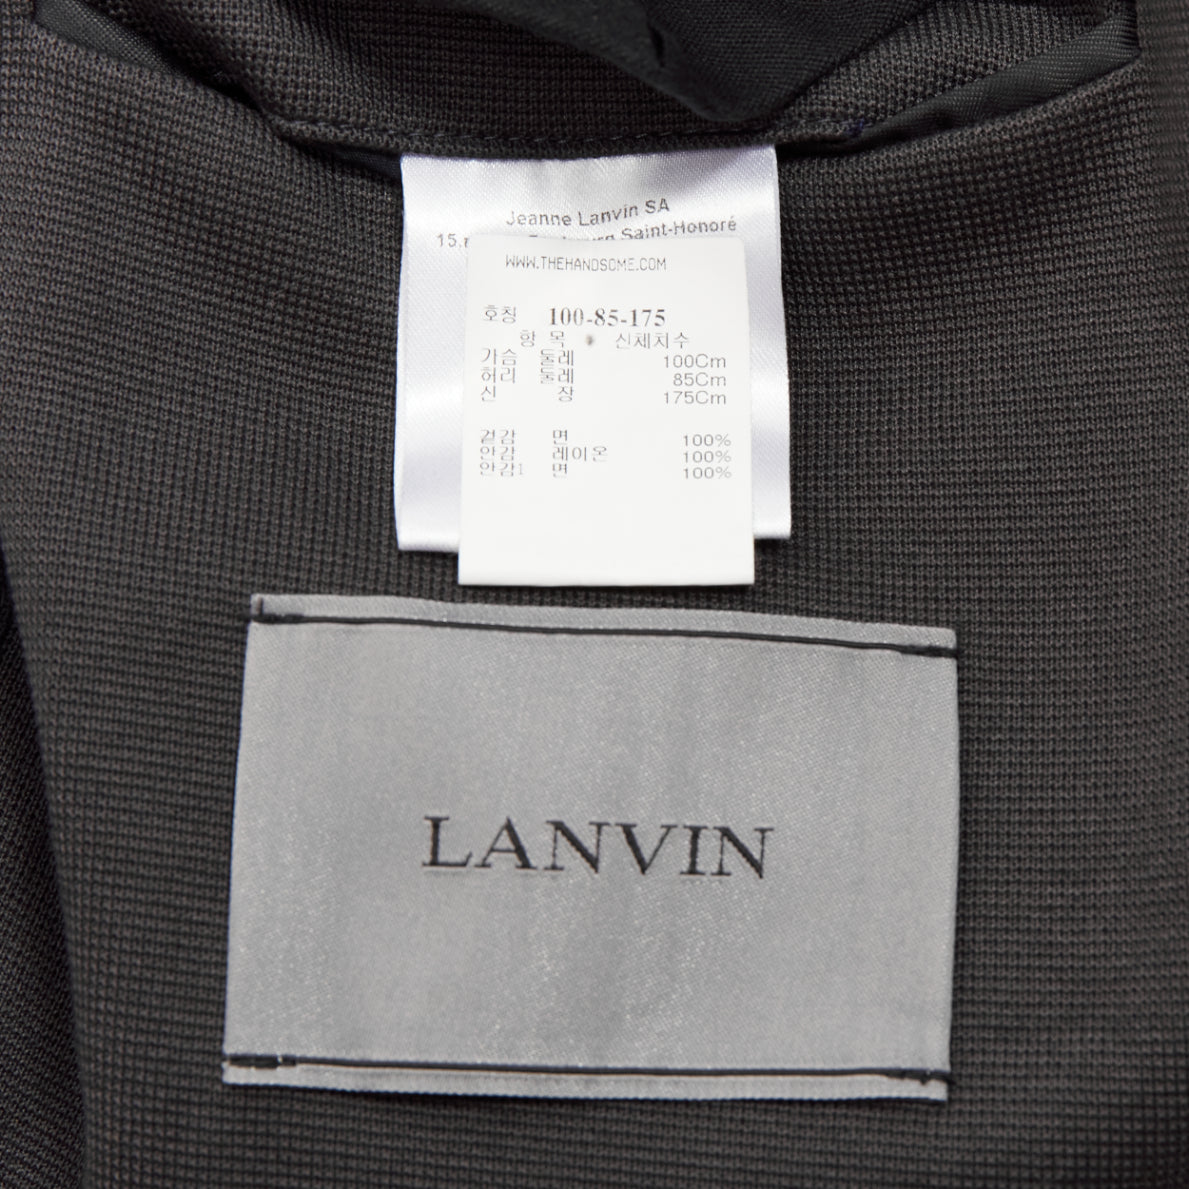 Jeanne Lanvin SA
15, Saint-Honoré
WWW.THEHANDSOME.COM
호칭 100-85-175
항 목 신체치수
가슴 둘레 100Cm
허리 둘레 85Cm
신 장 175Cm
겉감 면 100%
안감 레이온 100%
안감1 면 100%
LANVIN